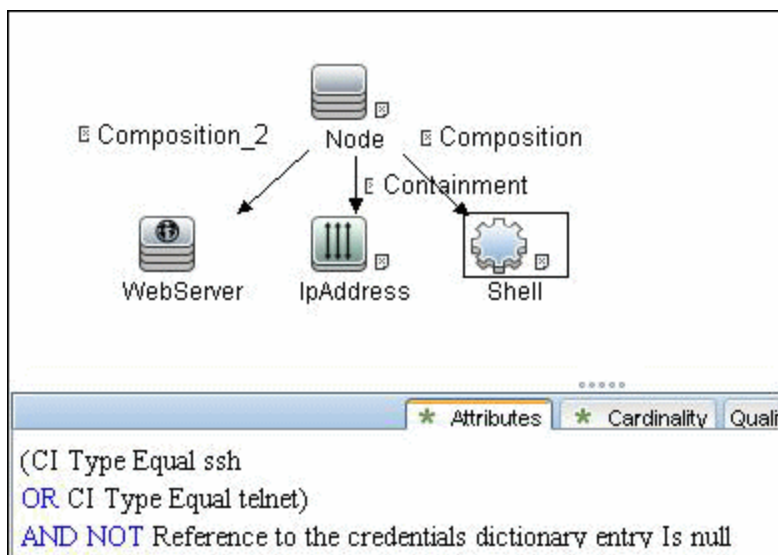 Composition_2
Node
Composition
Containment
WebServer
IpAddress
Shell
* Attributes
* Cardinality
Quali
(CI Type Equal ssh
OR CI Type Equal telnet)
AND NOT Reference to the credentials dictionary entry Is null